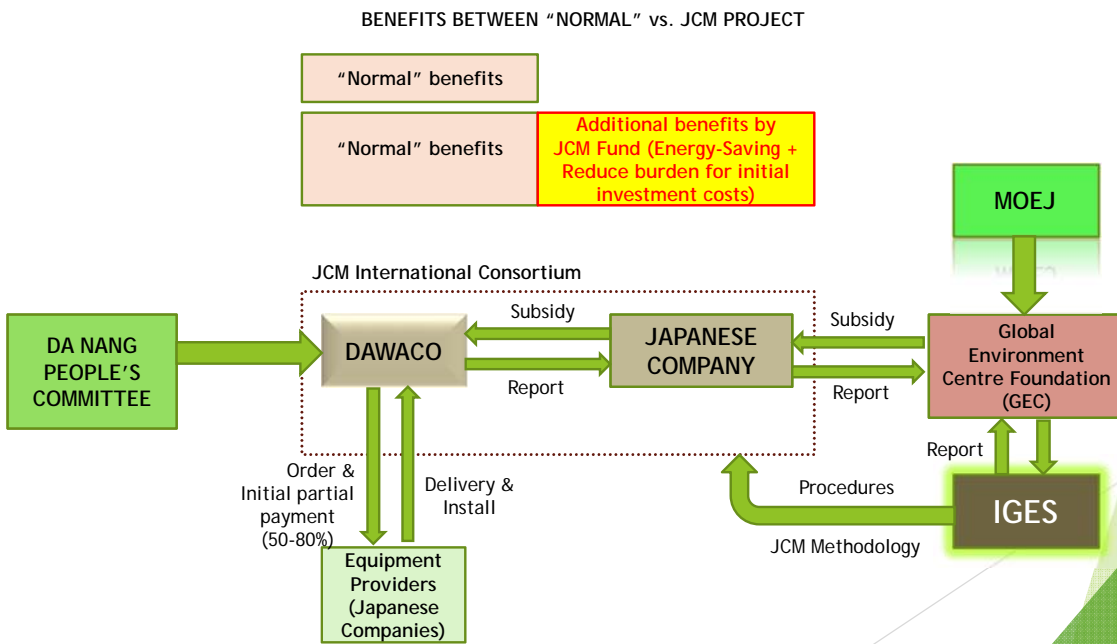 BENEFITS BETWEEN “NORMAL” vs. JCM PROJECT
“Normal” benefits
“Normal” benefits
Additional benefits by
JCM Fund (Energy-Saving +
Reduce burden for initial
investment costs)
MOEJ
JCM International Consortium
DA NANG
PEOPLE'S
COMMITTEE
DAWACO
Subsidy
Report
JAPANESE
COMPANY
Subsidy
Report
Global
Environment
Centre Foundation
(GEC)
Order &
Initial partial
payment
(50-80%)
Delivery &
Install
Report
Procedures
JCM Methodology
IGES
Equipment
Providers
(Japanese
Companies)